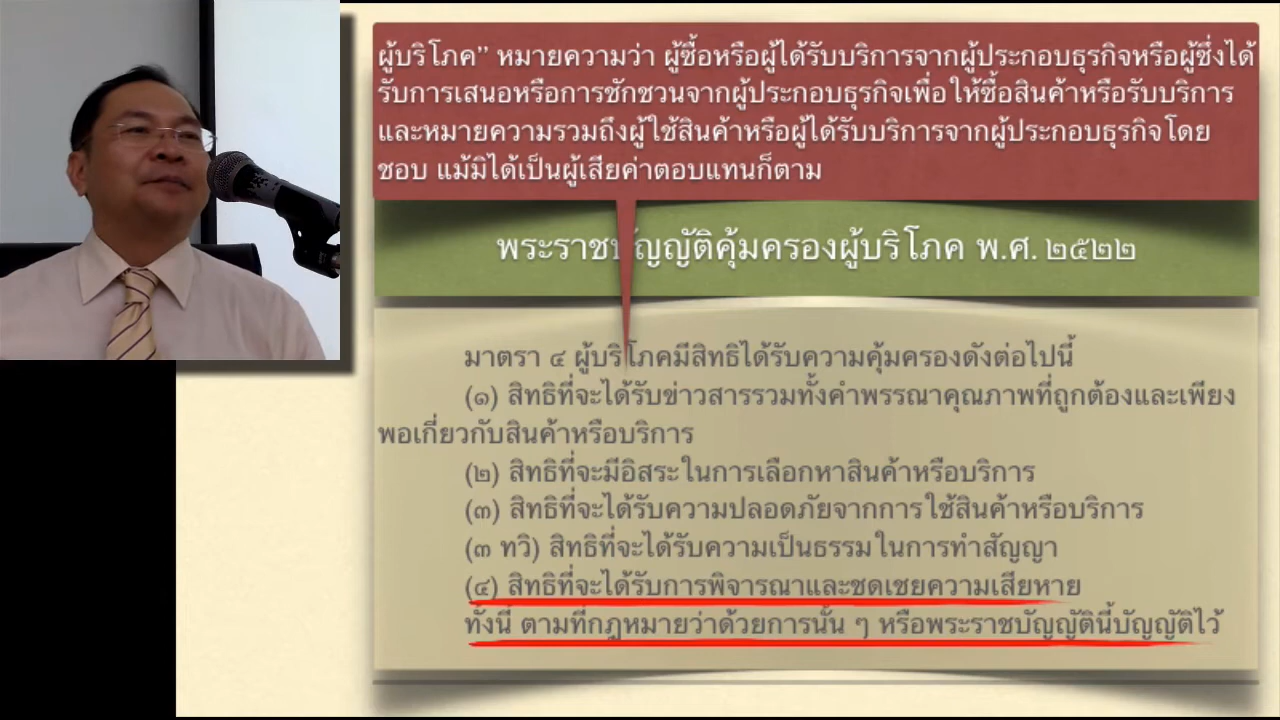 ผู้บริโภค” หมายความว่า ผู้ซื้อหรือผู้ได้รับบริการจากผู้ประกอบธุรกิจหรือผู้ซึ่งได้
รับการเสนอหรือการชักชวนจากผู้ประกอบธุรกิจเพื่อให้ซื้อสินค้าหรือรับบริการ
และหมายความรวมถึงผู้ใช้สินค้าหรือผู้ได้รับบริการจากผู้ประกอบธุรกิจโดย
ชอบ แม้มิได้เป็นผู้เสียค่าตอบแทนก็ตาม
พระราชบัญญัติคุ้มครองผู้บริโภค พ.ศ. ๒๕๒๒
มาตรา ๔ ผู้บริโภคมีสิทธิได้รับความคุ้มครองดังต่อไปนี้
(๑) สิทธิที่จะได้รับข่าวสารรวมทั้งคำพรรณาคุณภาพที่ถูกต้องและเพียง
พอเกี่ยวกับสินค้าหรือบริการ
(๒) สิทธิที่จะมีอิสระในการเลือกหาสินค้าหรือบริการ
(๓) สิทธิที่จะได้รับความปลอดภัยจากการใช้สินค้าหรือบริการ
(๓ ทวิ) สิทธิที่จะได้รับความเป็นธรรมในการทำสัญญา
(๔) สิทธิที่จะได้รับการพิจารณาและชดเชยความเสียหาย
ทั้งนี้ ตามที่กฎหมายว่าด้วยการนั้น ๆ หรือพระราชบัญญัตินี้บัญญัติไว้